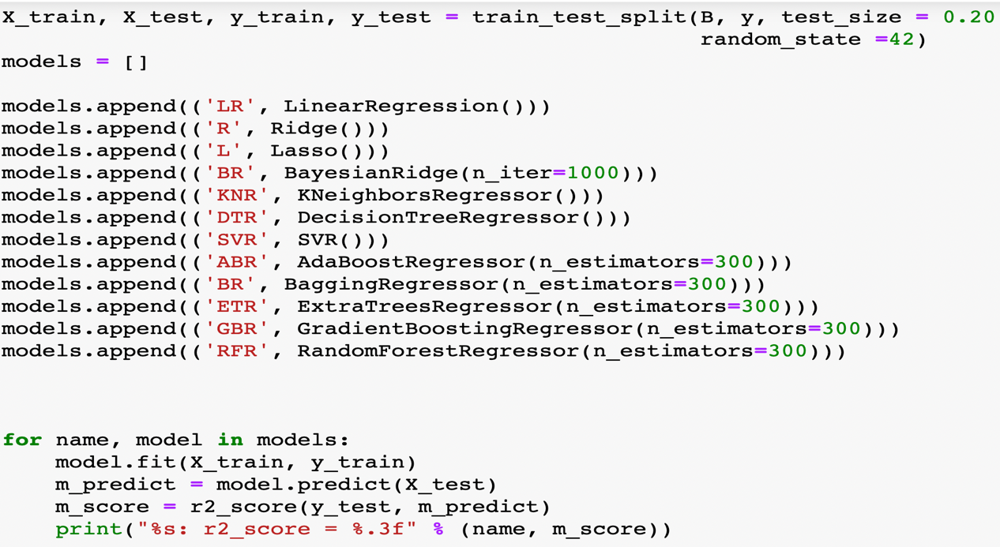 X_train, X_test, y_train, y_test = train_test_split(B, y, test_size = 0.20
random_state =42)
models = []
models.append(('LR', LinearRegression()))
models.append(('R', Ridge()))
models.append(('L', Lasso()))
models.append(('BR', BayesianRidge(n_iter=1000)))
models.append(('KNR', KNeighborsRegressor()))
models.append(('DTR', DecisionTreeRegressor()))
models.append(('SVR', SVR()))
models.append(('ABR', AdaBoostRegressor(n_estimators=300)))
models.append(('BR', BaggingRegressor(n_estimators=300)))
models.append(('ETR', ExtraTreesRegressor(n_estimators=300)))
models.append(('GBR', GradientBoostingRegressor(n_estimators=300)))
models.append(('RFR', RandomForestRegressor(n_estimators=300)))
for name, model in models:
model.fit(X_train, y_train)
m_predict = model.predict(X_test)
m_score = r2_score(y_test, m_predict)
print("%s: r2_score = %.3f" % (name, m_score))